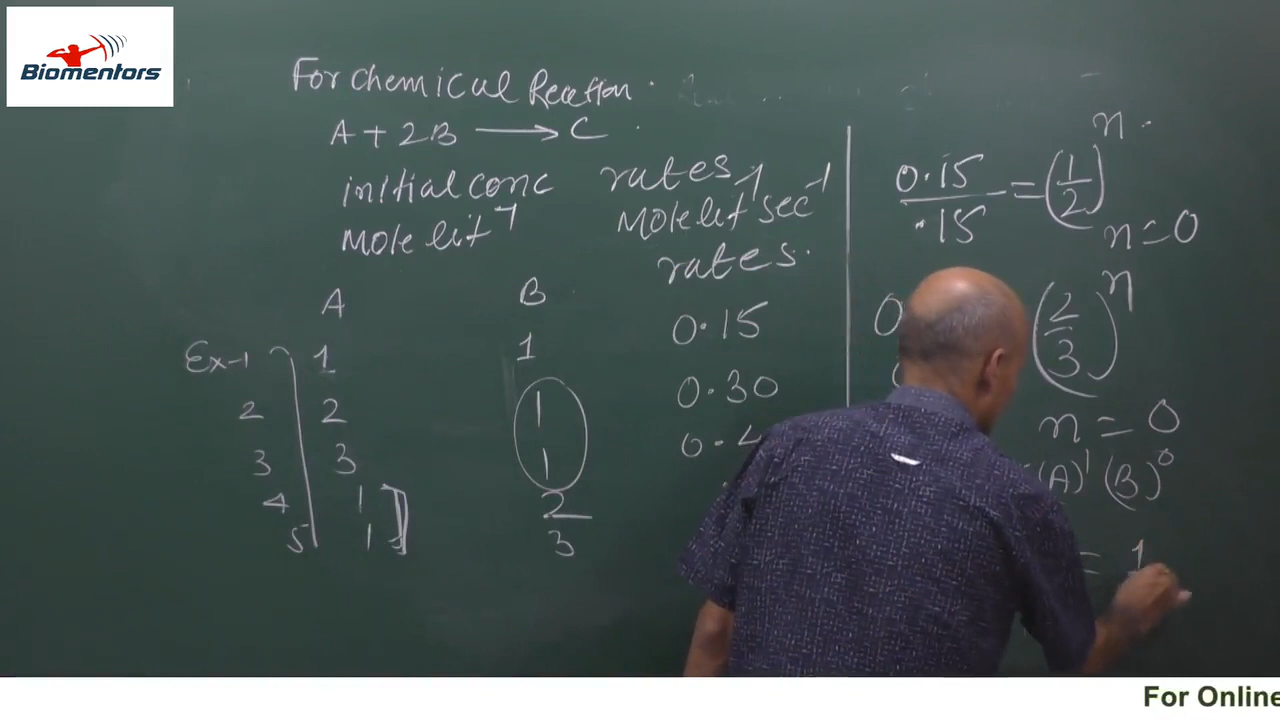 Biomentors
For chemical Reaction.
A + 2B → C
initial conc rates
Mole lit⁻¹ Mole lit⁻¹ sec⁻¹
rates.
A B
Ex-1 1 1 0.15
2 2 1 0.30
3 3 1
4 1 2
5 1 3
0.15/.15 = (1/2)ⁿ
n=0
(2/3)ⁿ
n = 0
(A)¹ (B)⁰
= 1
For Online